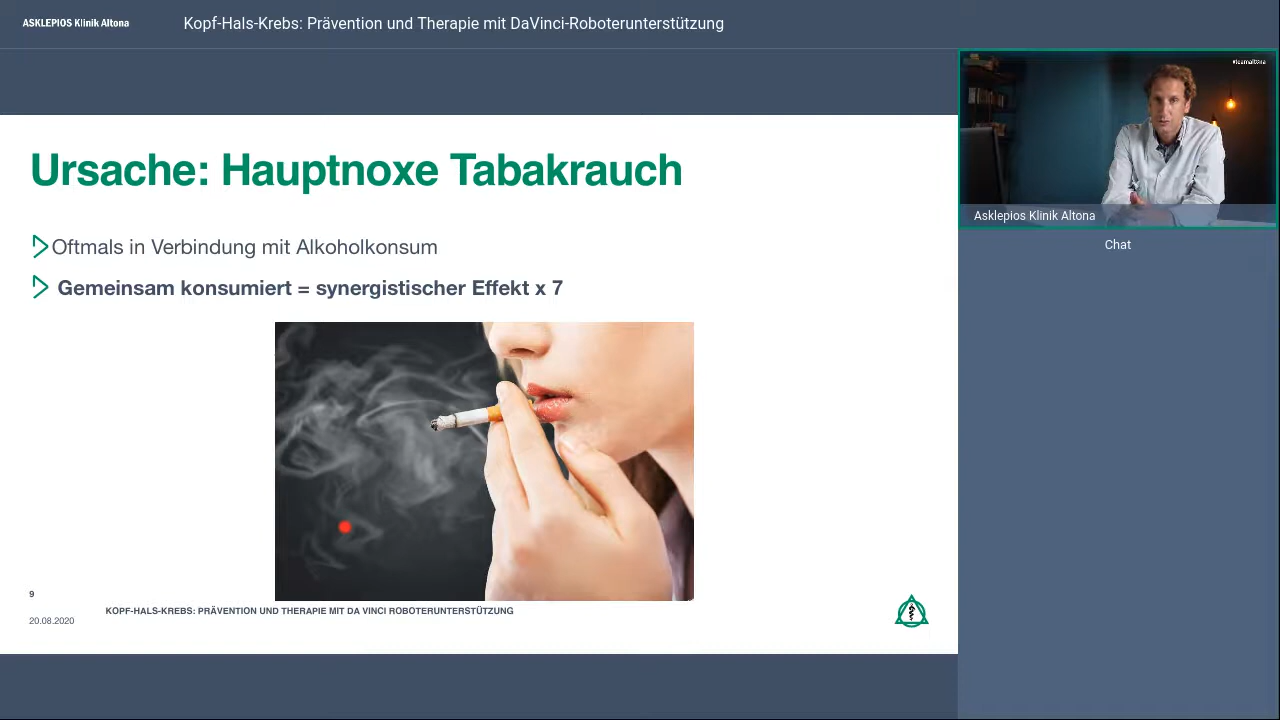 ASKLEPIOS Klinik Altona
Kopf-Hals-Krebs: Prävention und Therapie mit DaVinci-Roboterunterstützung
#teamaltona
Asklepios Klinik Altona
Chat
Ursache: Hauptnoxe Tabakrauch
Oftmals in Verbindung mit Alkoholkonsum
Gemeinsam konsumiert = synergistischer Effekt x 7
9
KOPF-HALS-KREBS: PRÄVENTION UND THERAPIE MIT DA VINCI ROBOTERUNTERSTÜTZUNG
20.08.2020